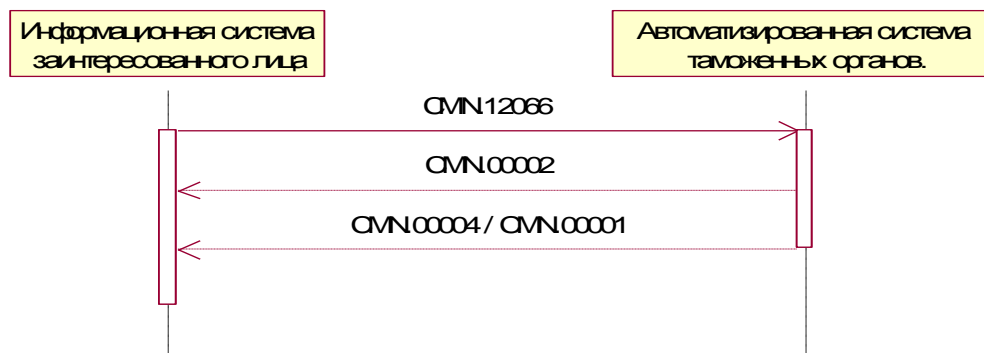 Информационная система
заинтересованного лица
Автоматизированная система
таможенных органов.
CMN.12066
CMN.00002
CMN.00004 / CMN.00001